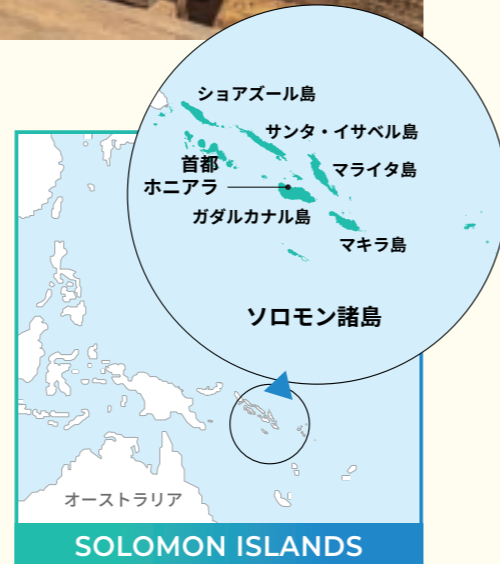 ショアズール島
サンタ・イサベル島
首都
ホニアラ
マライタ島
ガダルカナル島
マキラ島
ソロモン諸島
オーストラリア
SOLOMON ISLANDS